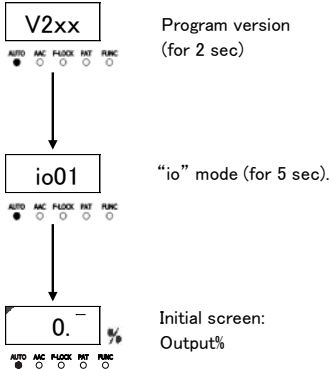 V2xx
Program version
(for 2 sec)
AUTO AAC F-LOCK PAT FUNC
io01
“io” mode (for 5 sec).
AUTO AAC F-LOCK PAT FUNC
0.
%
Initial screen:
Output%
AUTO AAC F-LOCK PAT FUNC